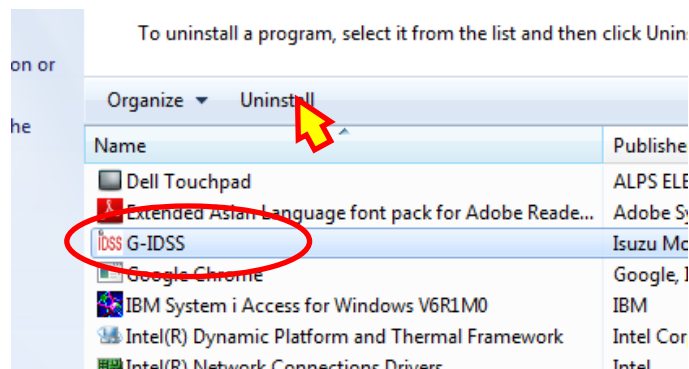 To uninstall a program, select it from the list and then click Unins
on or
Organize Uninstall
he
Name Publishe
Dell Touchpad ALPS ELE
Extended Asian Language font pack for Adobe Reade... Adobe Sy
IDSS G-IDSS Isuzu Mo
Google Chrome Google, I
IBM System i Access for Windows V6R1M0 IBM
Intel(R) Dynamic Platform and Thermal Framework Intel Cor
Intel(R) Network Connections Drivers Intel